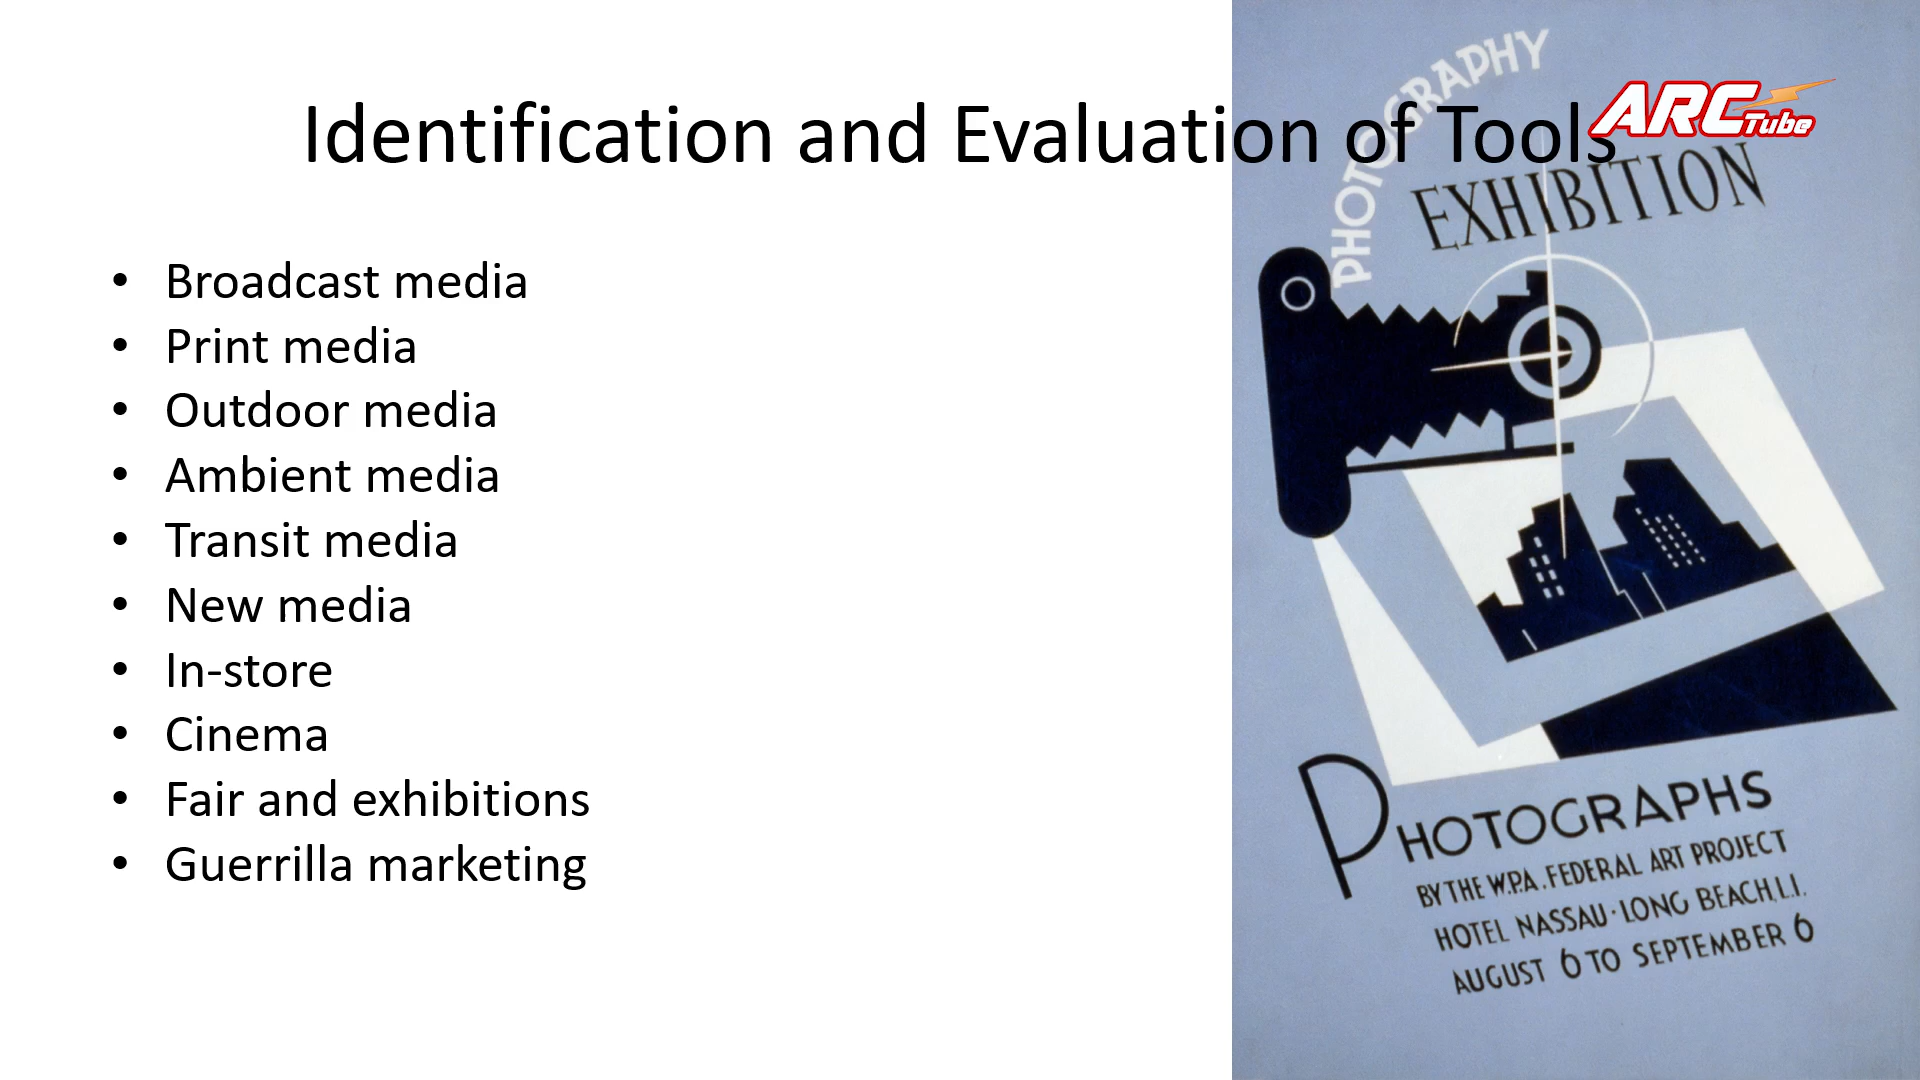 Identification and Evaluation of Tools
ARC Tube
• Broadcast media
• Print media
• Outdoor media
• Ambient media
• Transit media
• New media
• In-store
• Cinema
• Fair and exhibitions
• Guerrilla marketing
PHOTOGRAPHY
EXHIBITION
PHOTOGRAPHS
BY THE W.P.A. FEDERAL ART PROJECT
HOTEL NASSAU · LONG BEACH, L.I.
AUGUST 6 TO SEPTEMBER 6